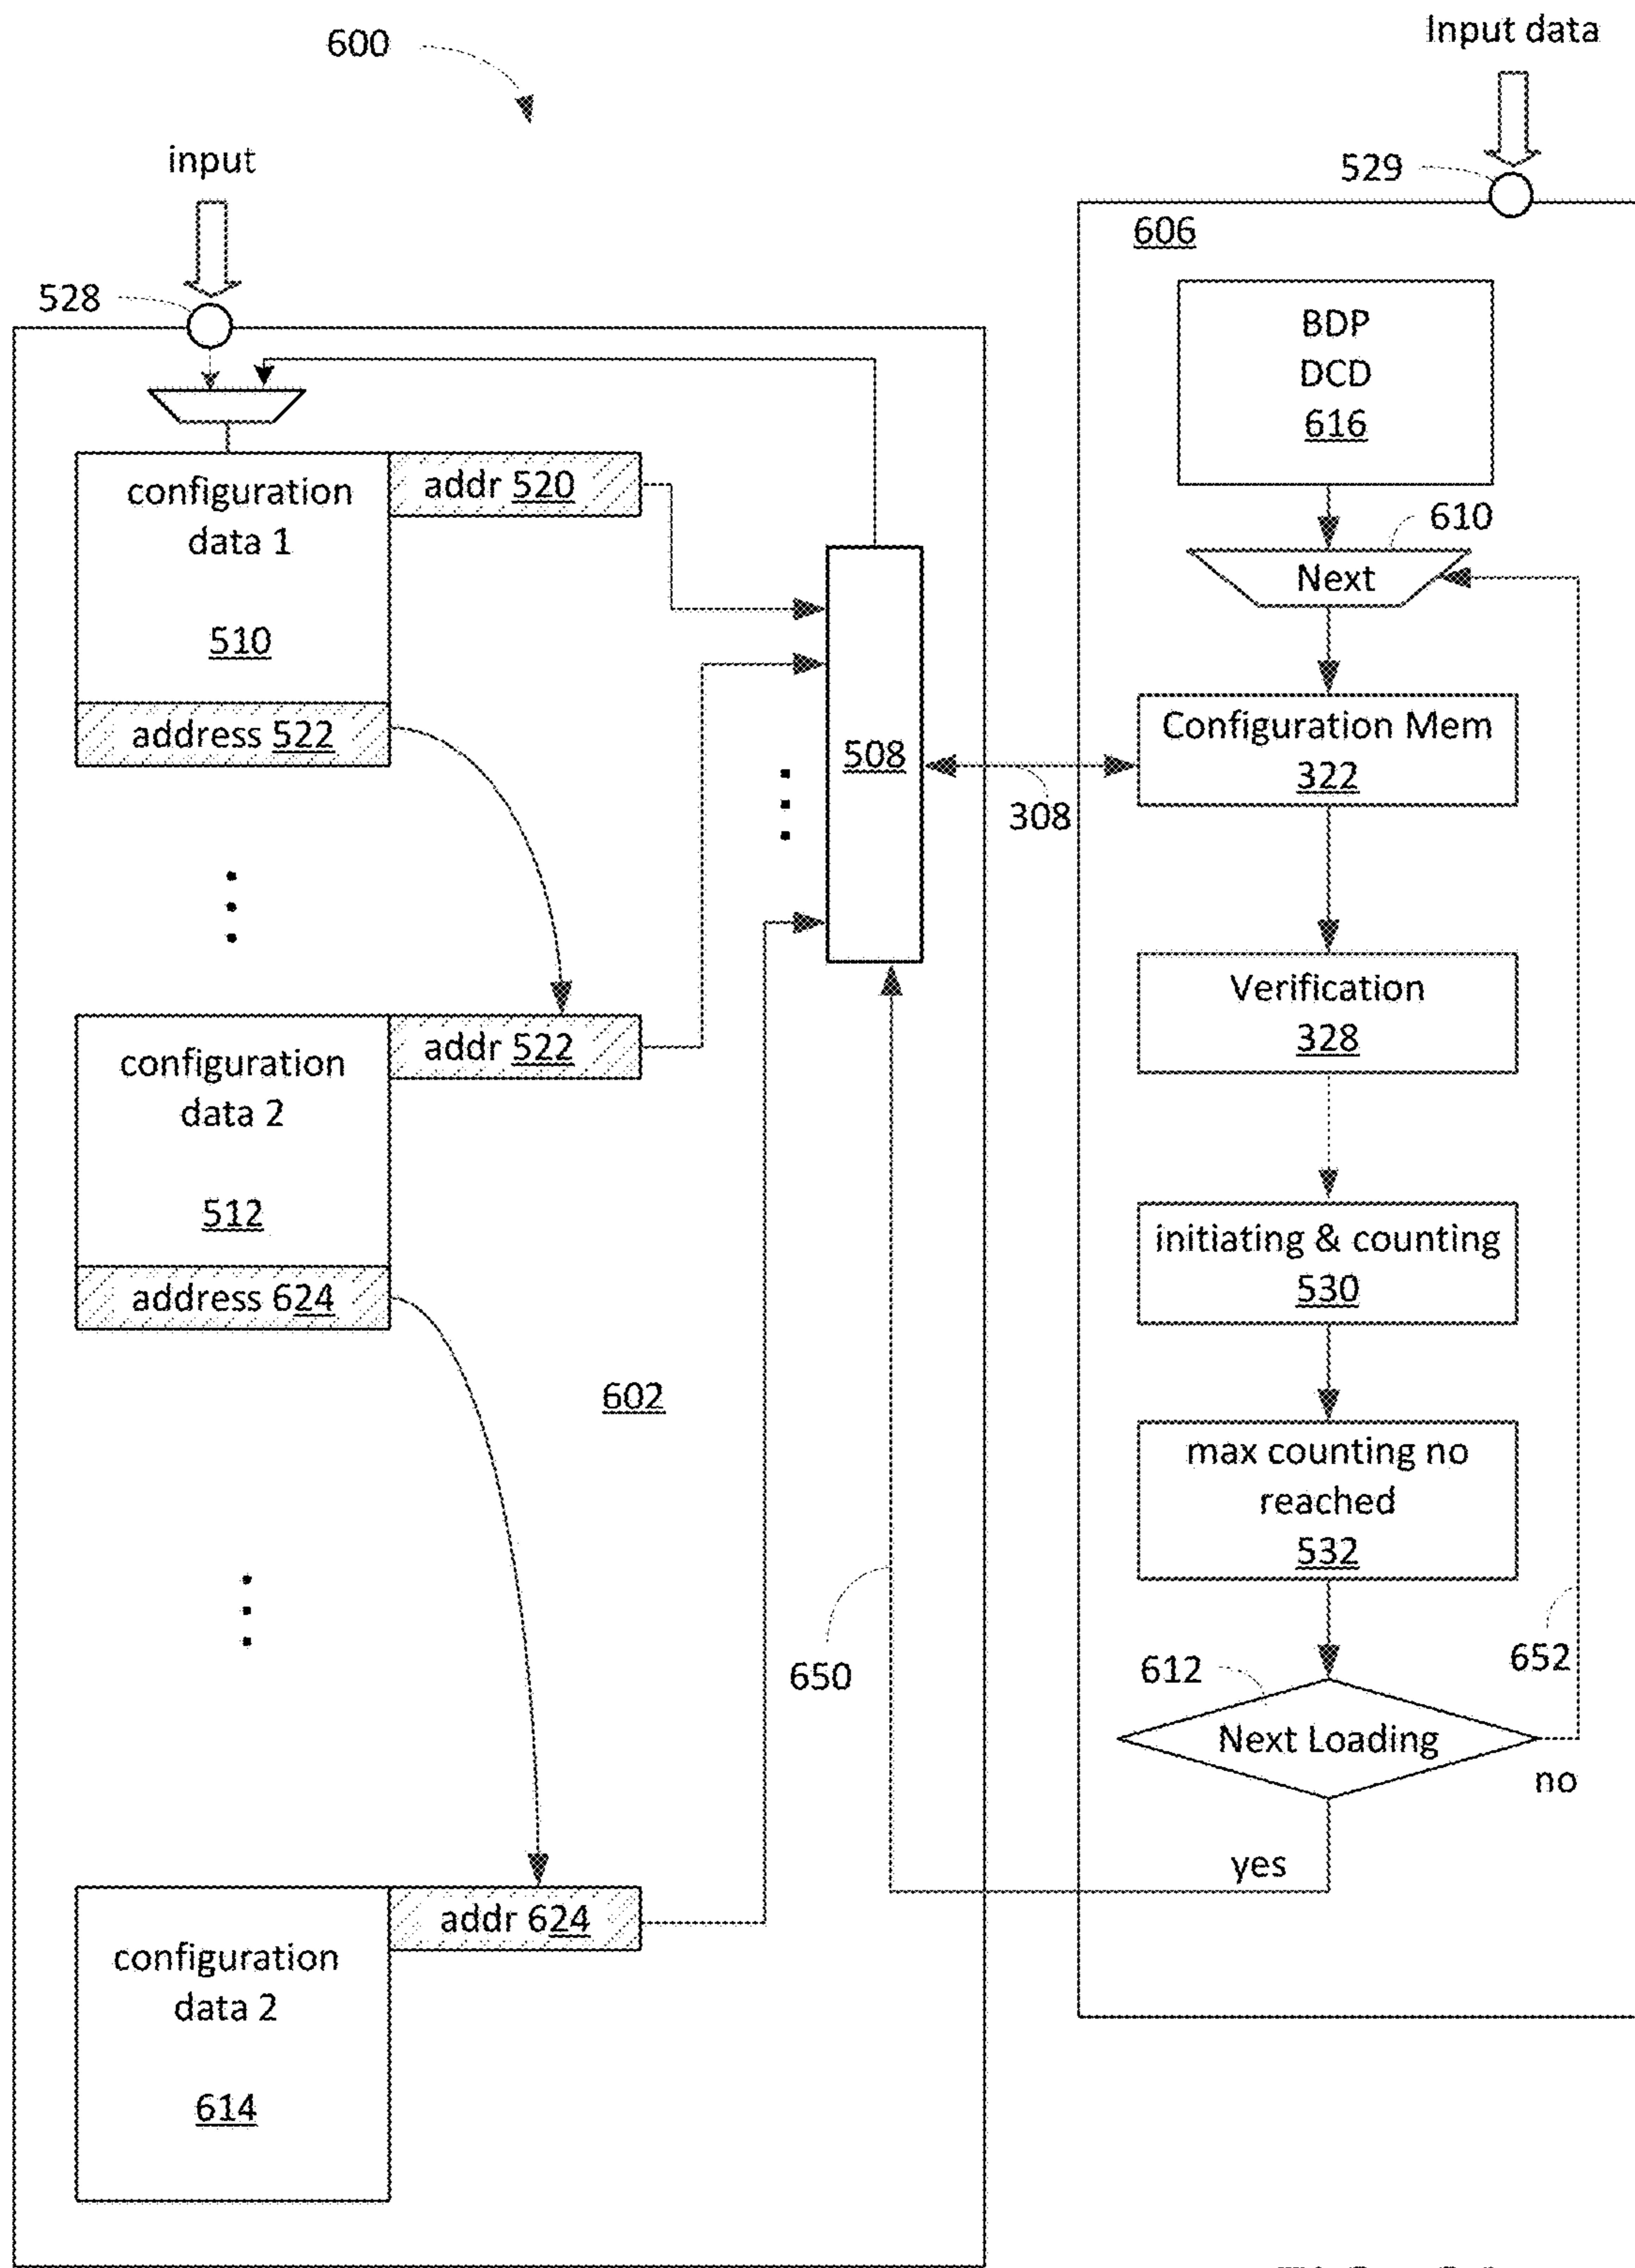 600
Input data
input
529
528
606
BDP
DCD
616
610
Next
configuration
data 1
510
addr 520
address 522
508
308
Configuration Mem
322
Verification
328
configuration
data 2
512
addr 522
address 624
602
initiating & counting
530
max counting no
reached
532
650
652
612
Next Loading
no
yes
configuration
data 2
614
addr 624